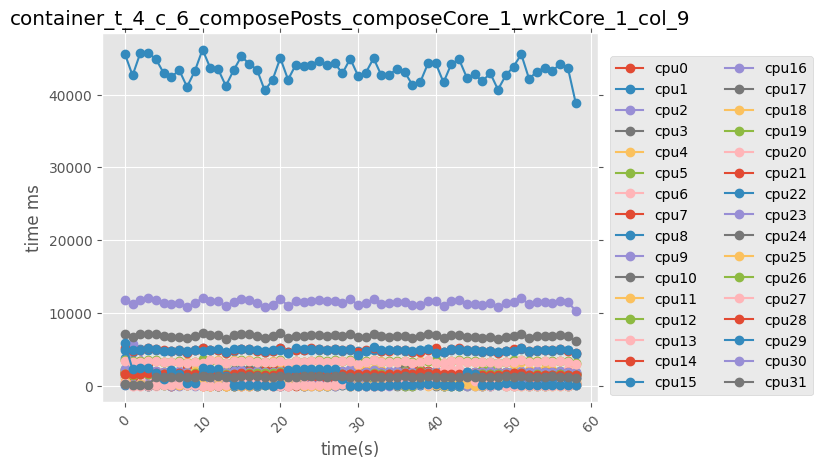 container_t_4_c_6_composePosts_composeCore_1_wrkCore_1_col_9
time ms
40000
30000
20000
10000
0
0
10
20
30
40
50
60
time(s)
cpu0
cpu1
cpu2
cpu3
cpu4
cpu5
cpu6
cpu7
cpu8
cpu9
cpu10
cpu11
cpu12
cpu13
cpu14
cpu15
cpu16
cpu17
cpu18
cpu19
cpu20
cpu21
cpu22
cpu23
cpu24
cpu25
cpu26
cpu27
cpu28
cpu29
cpu30
cpu31